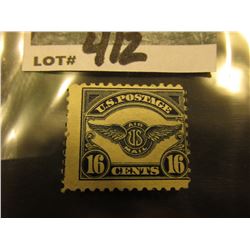 LOT# 412
U.S. POSTAGE
AIR
US
MAIL
16 CENTS 16